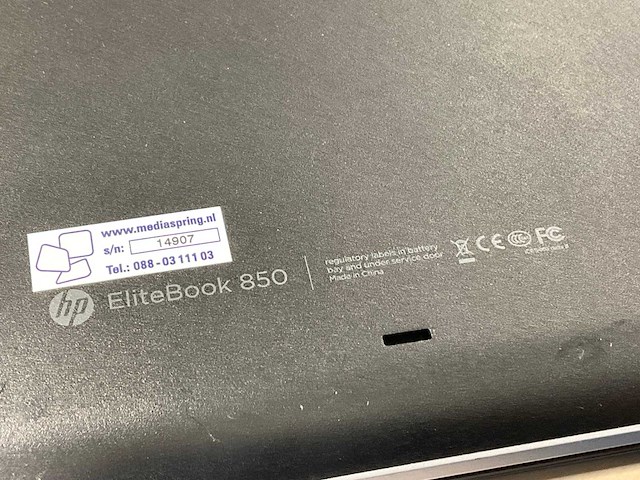 www.mediaspring.nl
s/n: 14907
Tel.: 088-03 111 03
hp EliteBook 850
regulatory labels in battery
bay and under service door
Made in China
CE CCC FC